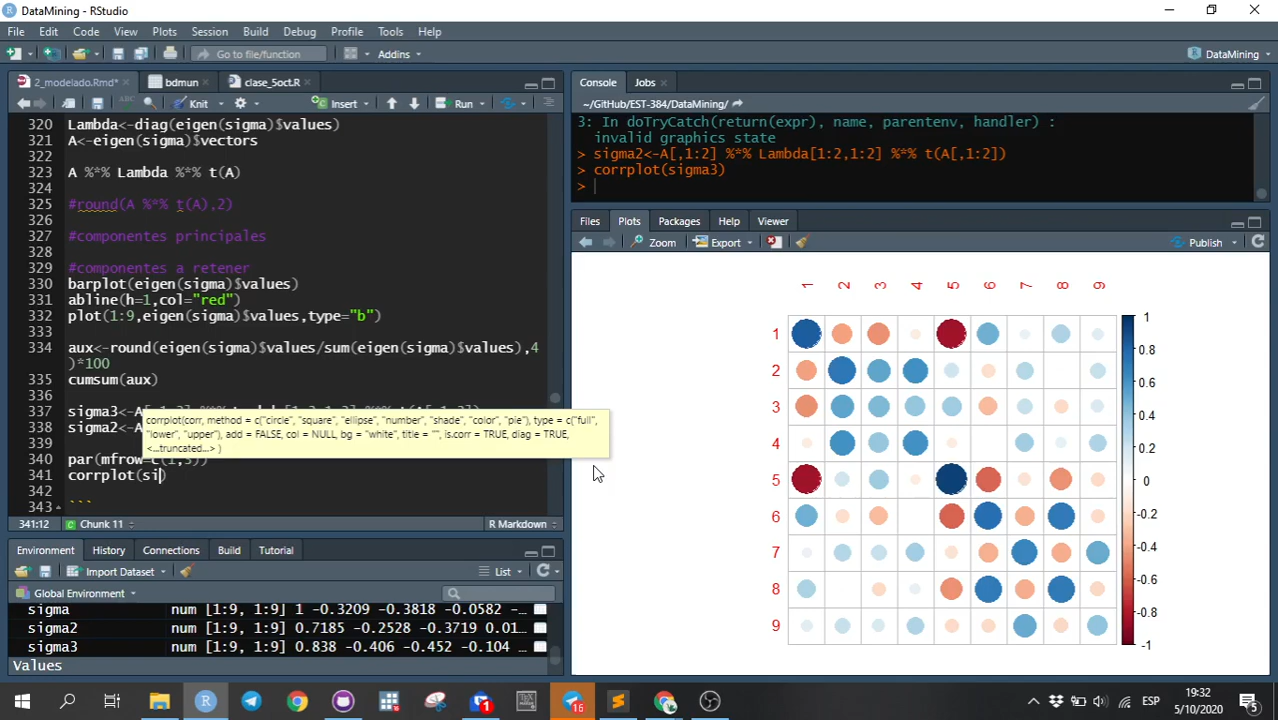 DataMining - RStudio
File Edit Code View Plots Session Build Debug Profile Tools Help
Go to file/function Addins DataMining
2_modelado.Rmd* bdmun clase_5oct.R
ABC Knit Insert Run
320 Lambda<-diag(eigen(sigma)$values)
321 A<-eigen(sigma)$vectors
322
323 A %*% Lambda %*% t(A)
324
325 #round(A %*% t(A),2)
326
327 #componentes principales
328
329 #componentes a retener
330 barplot(eigen(sigma)$values)
331 abline(h=1,col="red")
332 plot(1:9,eigen(sigma)$values,type="b")
333
334 aux<-round(eigen(sigma)$values/sum(eigen(sigma)$values),4
)*100
335 cumsum(aux)
336
337 sigma3<-A
338 sigma2<-A
339
340 par(mfrow=c(1,3))
341 corrplot(si)
342
343 ```
corrplot(corr, method = c("circle", "square", "ellipse", "number", "shade", "color", "pie"), type = c("full",
"lower", "upper"), add = FALSE, col = NULL, bg = "white", title = "", is.corr = TRUE, diag = TRUE,
<...truncated...> )
341:12 Chunk 11 R Markdown
Environment History Connections Build Tutorial
Import Dataset List
Global Environment
sigma num [1:9, 1:9] 1 -0.3209 -0.3818 -0.0582 -...
sigma2 num [1:9, 1:9] 0.7185 -0.2528 -0.3719 0.01...
sigma3 num [1:9, 1:9] 0.838 -0.406 -0.452 -0.104 ...
Values
Console Jobs
~/GitHub/EST-384/DataMining/
3: In doTryCatch(return(expr), name, parentenv, handler) :
invalid graphics state
> sigma2<-A[,1:2] %*% Lambda[1:2,1:2] %*% t(A[,1:2])
> corrplot(sigma3)
>
Files Plots Packages Help Viewer
Zoom Export Publish
1 2 3 4 5 6 7 8 9
1
2
3
4
5
6
7
8
9
1
0.8
0.6
0.4
0.2
0
-0.2
-0.4
-0.6
-0.8
-1
16 1 ESP 19:32
5/10/2020 5